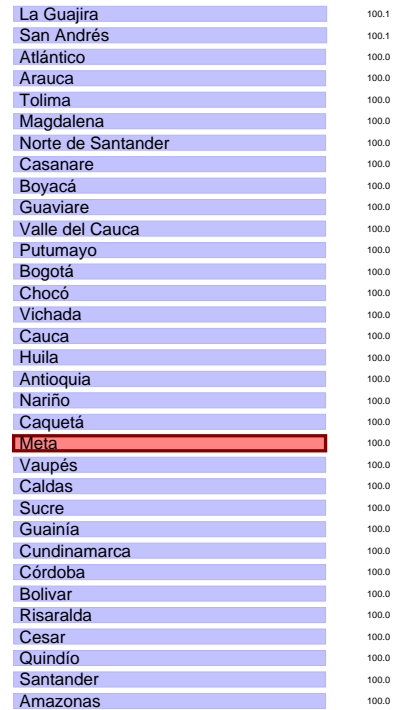 La Guajira 100.1
San Andrés 100.1
Atlántico 100.0
Arauca 100.0
Tolima 100.0
Magdalena 100.0
Norte de Santander 100.0
Casanare 100.0
Boyacá 100.0
Guaviare 100.0
Valle del Cauca 100.0
Putumayo 100.0
Bogotá 100.0
Chocó 100.0
Vichada 100.0
Cauca 100.0
Huila 100.0
Antioquia 100.0
Nariño 100.0
Caquetá 100.0
Meta 100.0
Vaupés 100.0
Caldas 100.0
Sucre 100.0
Guainía 100.0
Cundinamarca 100.0
Córdoba 100.0
Bolivar 100.0
Risaralda 100.0
Cesar 100.0
Quindío 100.0
Santander 100.0
Amazonas 100.0